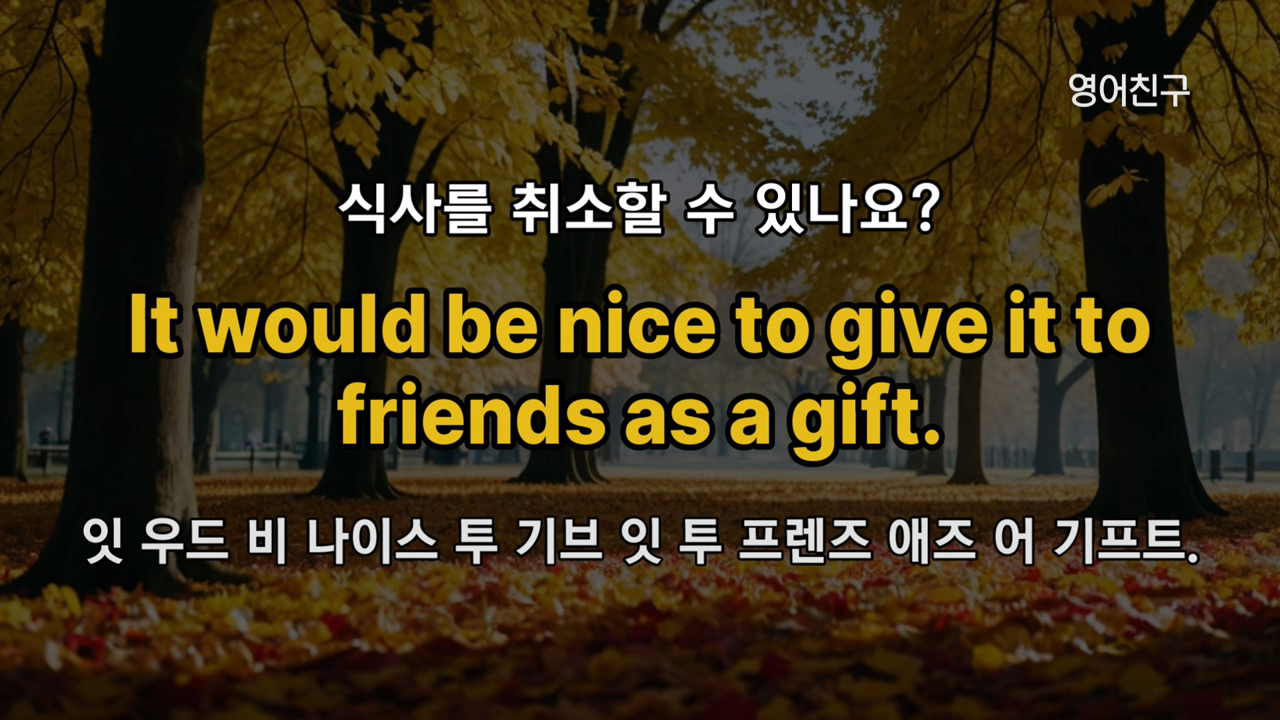 영어친구
식사를 취소할 수 있나요?
It would be nice to give it to
friends as a gift.
잇 우드 비 나이스 투 기브 잇 투 프렌즈 애즈 어 기프트.